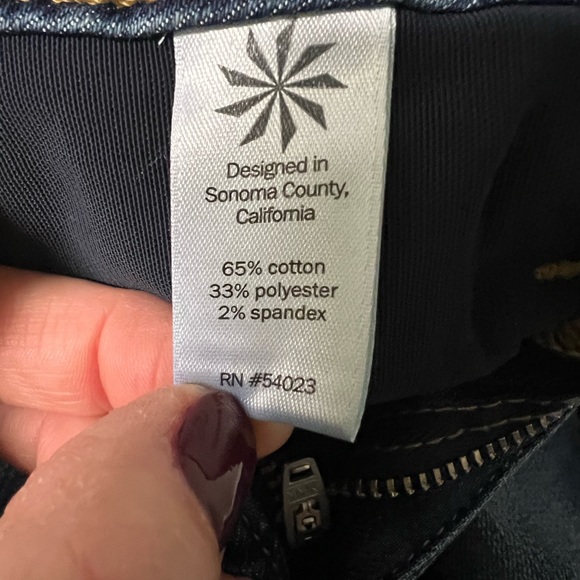 Designed in
Sonoma County,
California
65% cotton
33% polyester
2% spandex
RN #54023